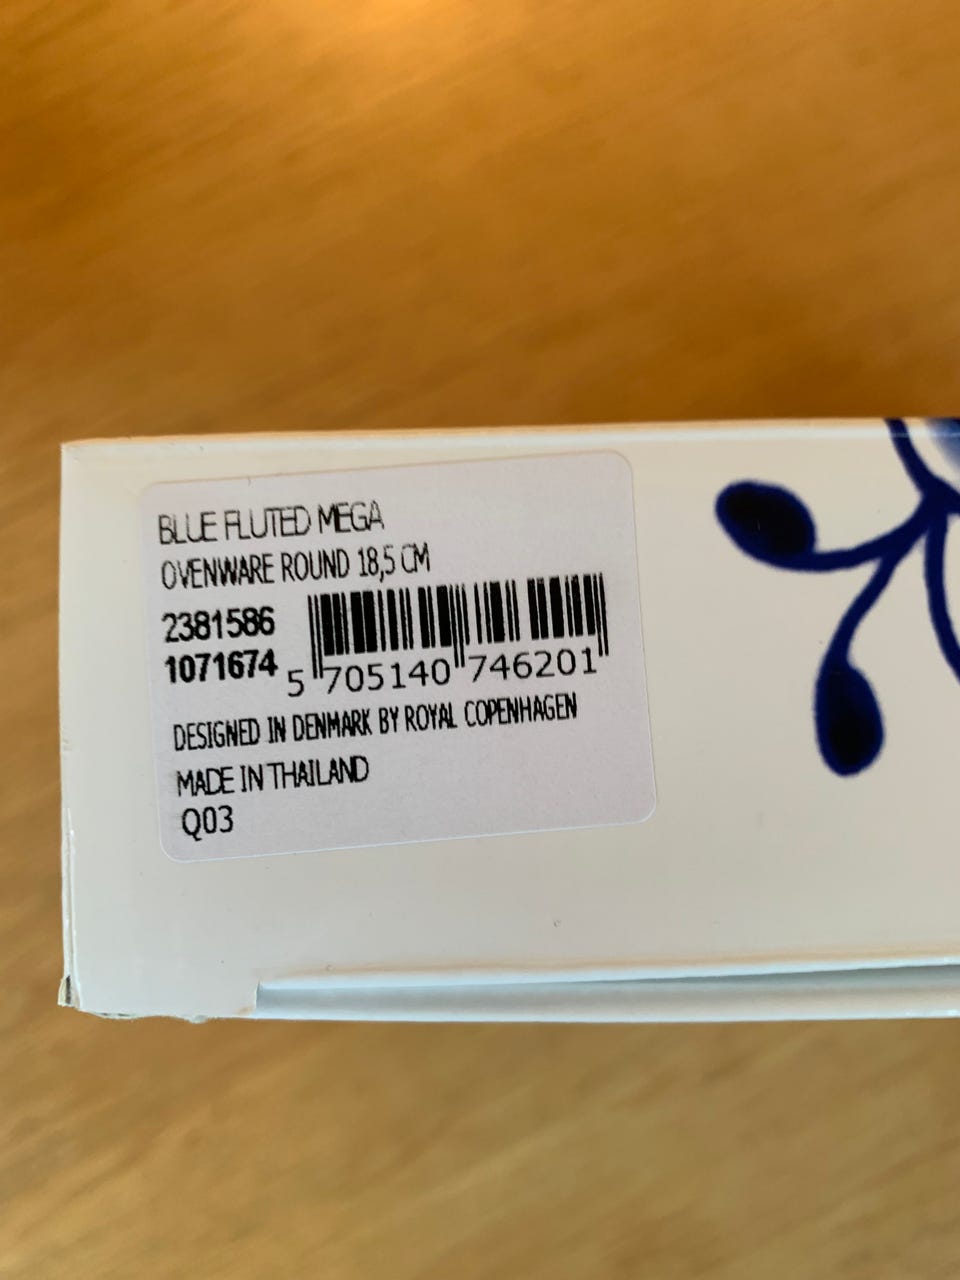 BLUE FLUTED MEGA
OVENWARE ROUND 18,5 CM
2381586
1071674
5 705140 746201
DESIGNED IN DENMARK BY ROYAL COPENHAGEN
MADE IN THAILAND
Q03